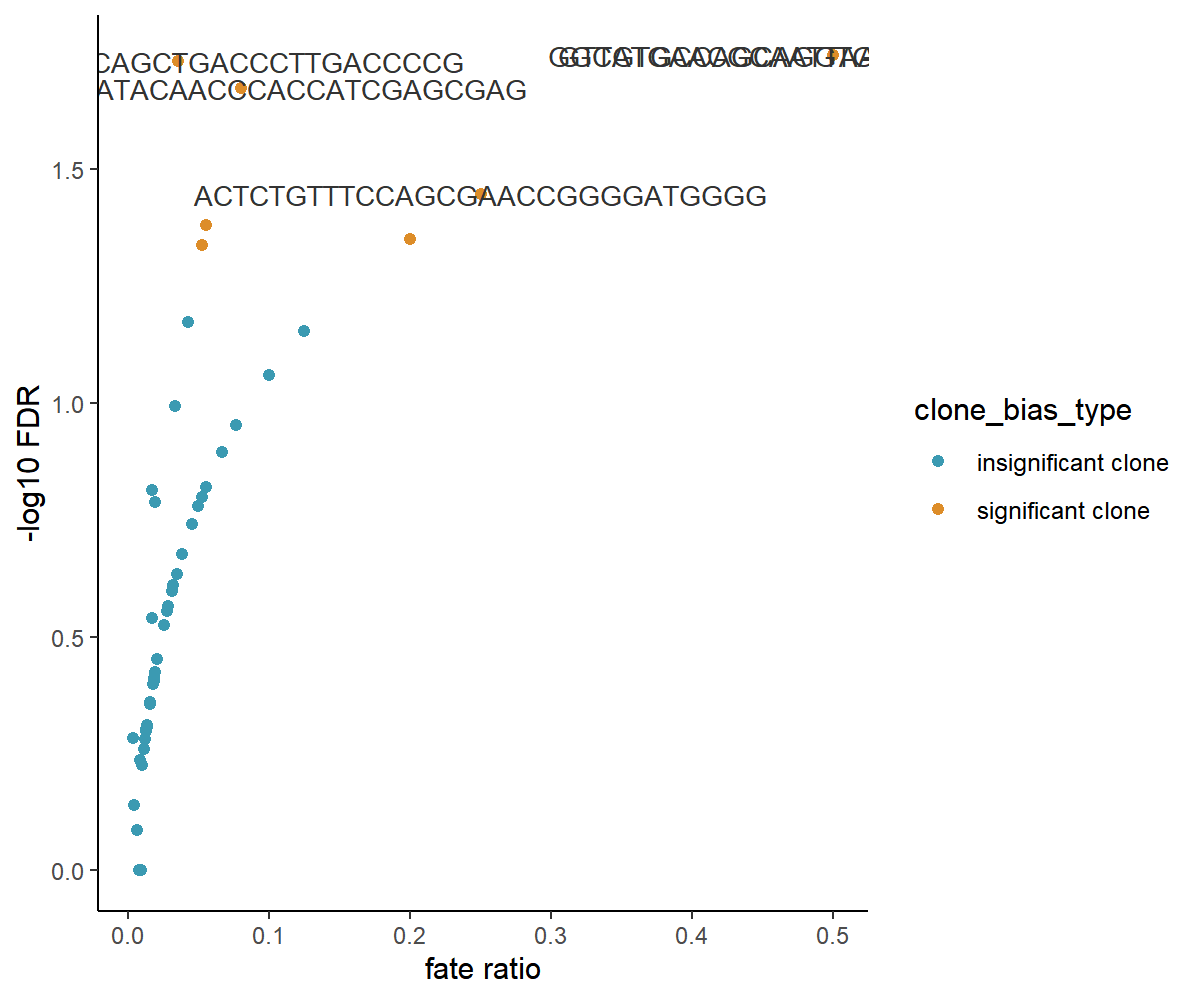 CAGCTGACCCTTGACCCCG
ATACAACCCACCATCGAGCGAG
ACTCTGTTTCCAGCGAACCGGGGATGGGG
1.5
1.0
0.5
0.0
-log10 FDR
0.0 0.1 0.2 0.3 0.4 0.5
fate ratio
clone_bias_type
insignificant clone
significant clone